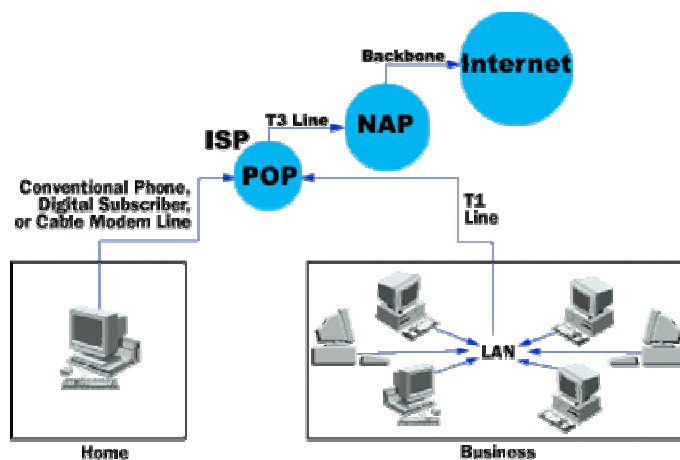 Backbone
Internet
T3 Line
NAP
ISP
POP
Conventional Phone,
Digital Subscriber,
or Cable Modem Line
T1
Line
LAN
Home
Business